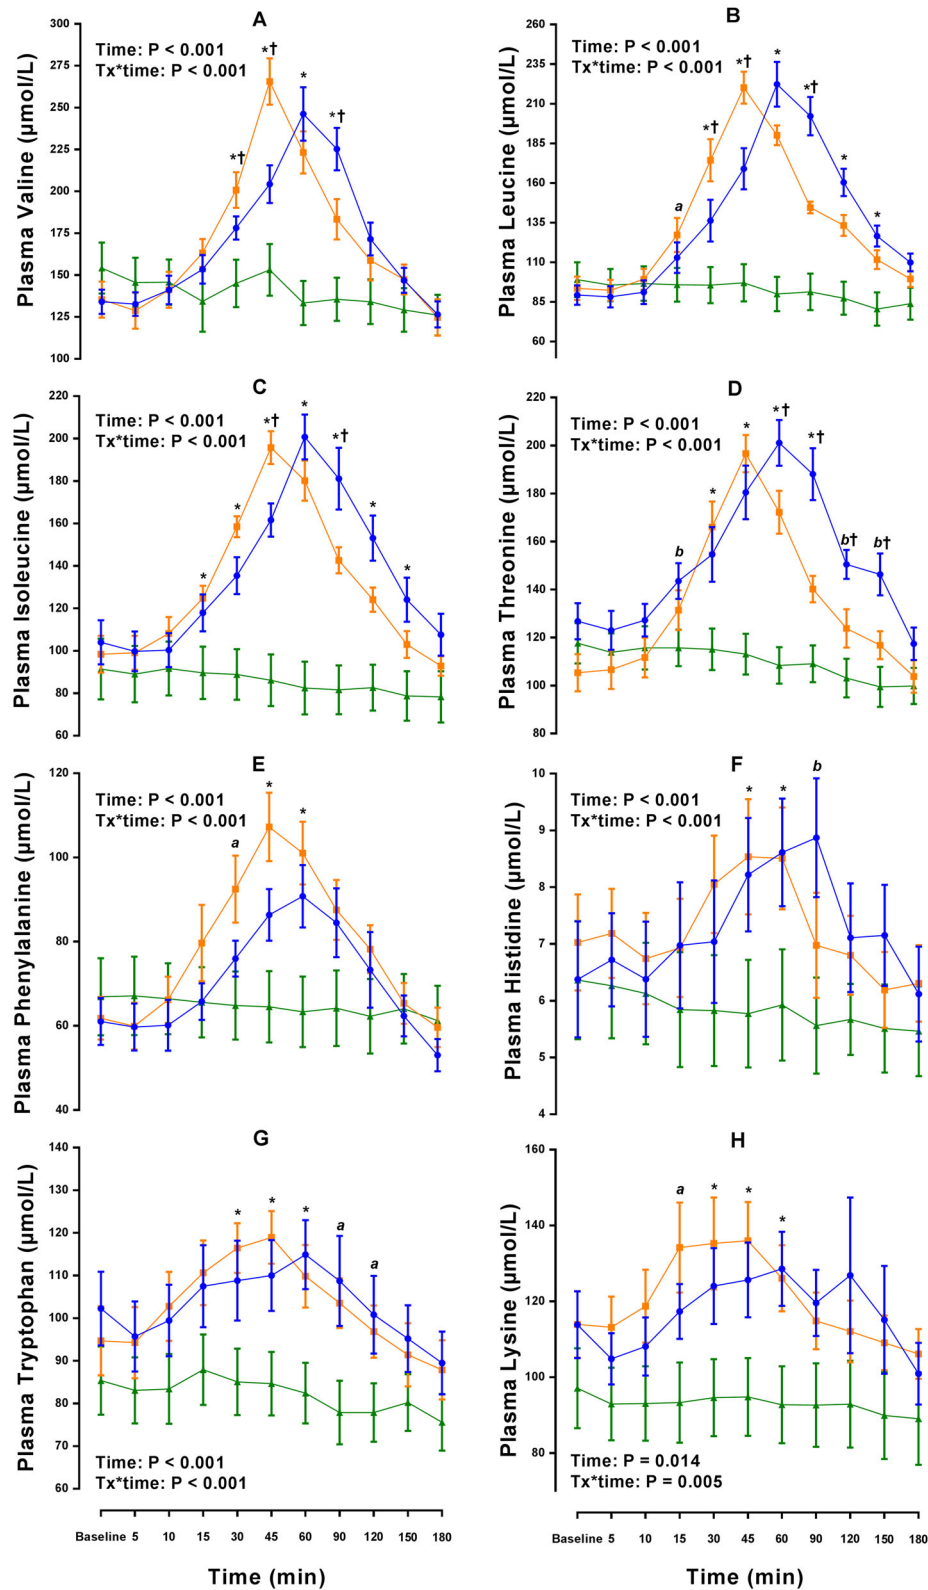 A
Plasma Valine (μmol/L)
Time: P < 0.001
Tx*time: P < 0.001
300
275
250
225
200
175
150
125
100
*†
*†
*
*†
B
Plasma Leucine (μmol/L)
Time: P < 0.001
Tx*time: P < 0.001
260
235
210
185
160
135
110
85
60
a
*†
*†
*
*†
*
*
C
Plasma Isoleucine (μmol/L)
Time: P < 0.001
Tx*time: P < 0.001
220
200
180
160
140
120
100
80
60
*
*
*†
*
*†
*
*
D
Plasma Threonine (μmol/L)
Time: P < 0.001
Tx*time: P < 0.001
220
200
180
160
140
120
100
80
b
*
*
*†
*†
b†
b†
E
Plasma Phenylalanine (μmol/L)
Time: P < 0.001
Tx*time: P < 0.001
120
100
80
60
40
a
*
*
F
Plasma Histidine (μmol/L)
Time: P < 0.001
Tx*time: P < 0.001
10
9
8
7
6
5
4
*
*
b
G
Plasma Tryptophan (μmol/L)
140
130
120
110
100
90
80
70
60
*
*
*
a
a
Time: P < 0.001
Tx*time: P < 0.001
Baseline 5 10 15 30 45 60 90 120 150 180
Time (min)
H
Plasma Lysine (μmol/L)
160
140
120
100
80
a
*
*
*
Time: P = 0.014
Tx*time: P = 0.005
Baseline 5 10 15 30 45 60 90 120 150 180
Time (min)